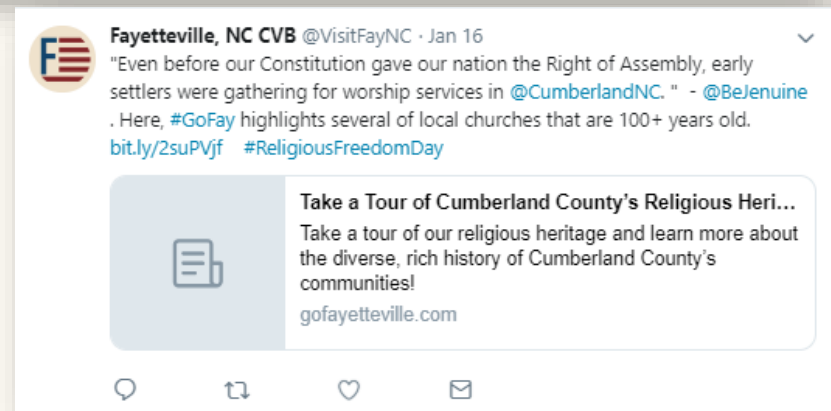 Fayetteville, NC CVB @VisitFayNC · Jan 16
"Even before our Constitution gave our nation the Right of Assembly, early
settlers were gathering for worship services in @CumberlandNC. "  - @BeJenuine
. Here, #GoFay highlights several of local churches that are 100+ years old.
bit.ly/2suPVjf #ReligiousFreedomDay
Take a Tour of Cumberland County's Religious Heri...
Take a tour of our religious heritage and learn more about
the diverse, rich history of Cumberland County's
communities!
gofayetteville.com